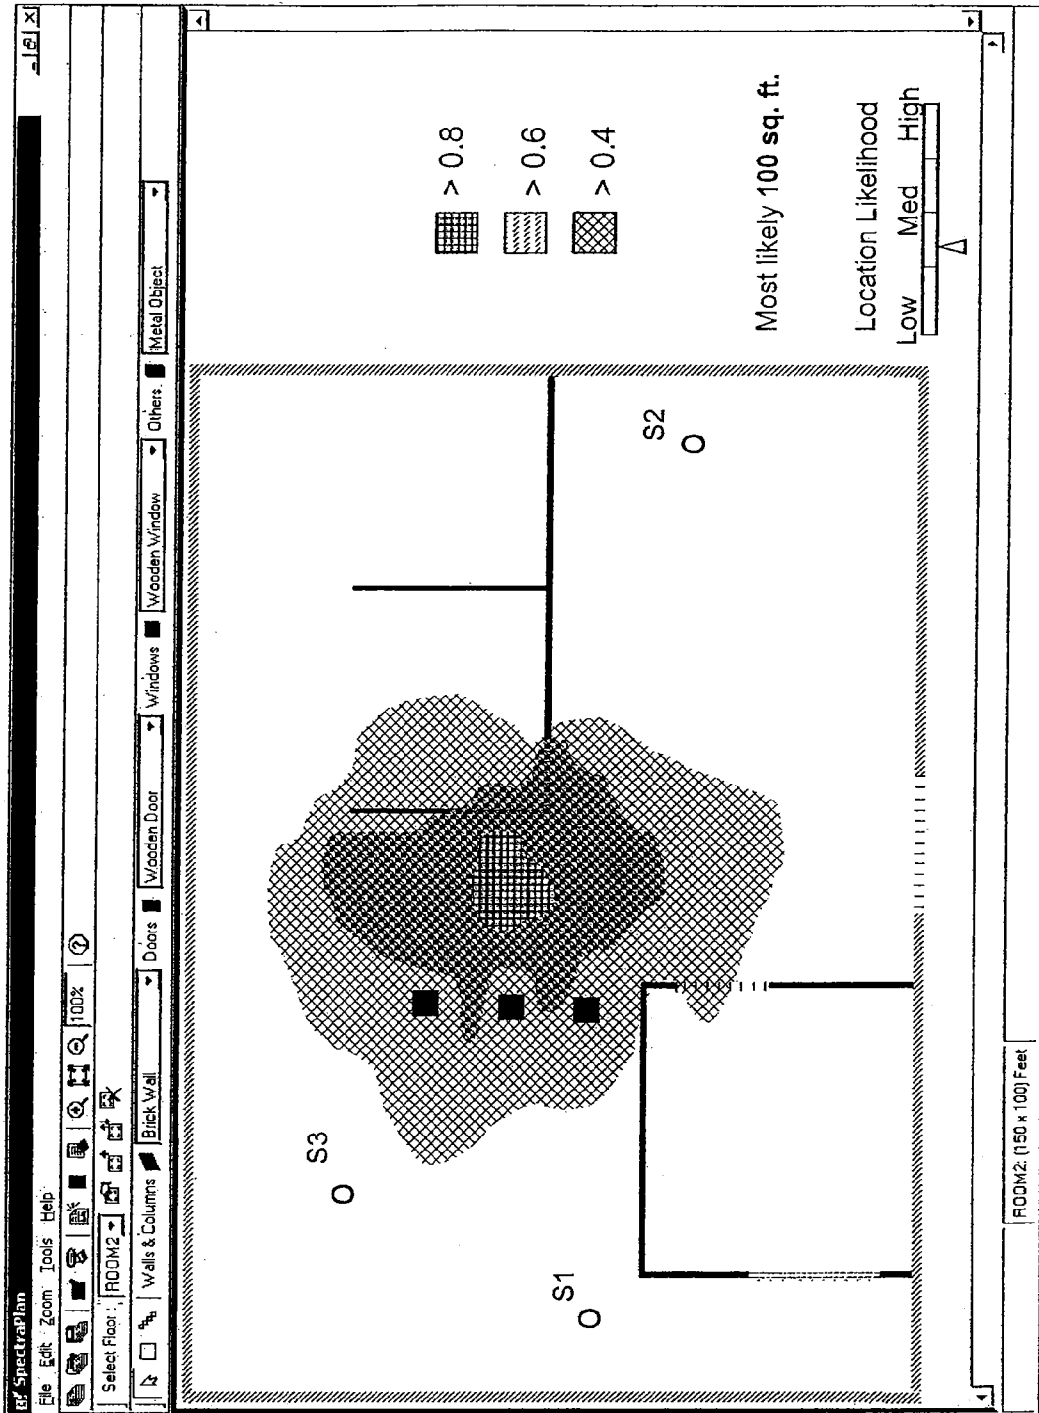 SpectraPlan
File Edit Zoom Tools Help
100%
Select Floor: ROOM2
Walls & Columns Brick Wall Doors Wooden Door Windows Wooden Window Others Metal Object
S3
S1
S2
> 0.8
> 0.6
> 0.4
Most likely 100 sq. ft.
Location Likelihood
Low Med High
ROOM2: (150 x 100) Feet